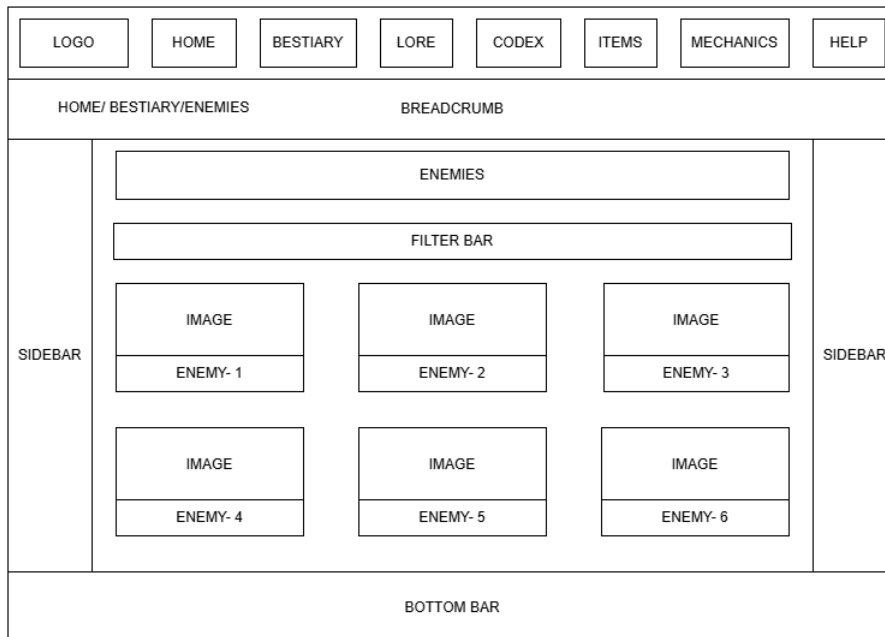 LOGO HOME BESTIARY LORE CODEX ITEMS MECHANICS HELP
HOME/ BESTIARY/ENEMIES BREADCRUMB
ENEMIES
FILTER BAR
IMAGE IMAGE IMAGE
SIDEBAR SIDEBAR
ENEMY- 1 ENEMY- 2 ENEMY- 3
IMAGE IMAGE IMAGE
ENEMY- 4 ENEMY- 5 ENEMY- 6
BOTTOM BAR